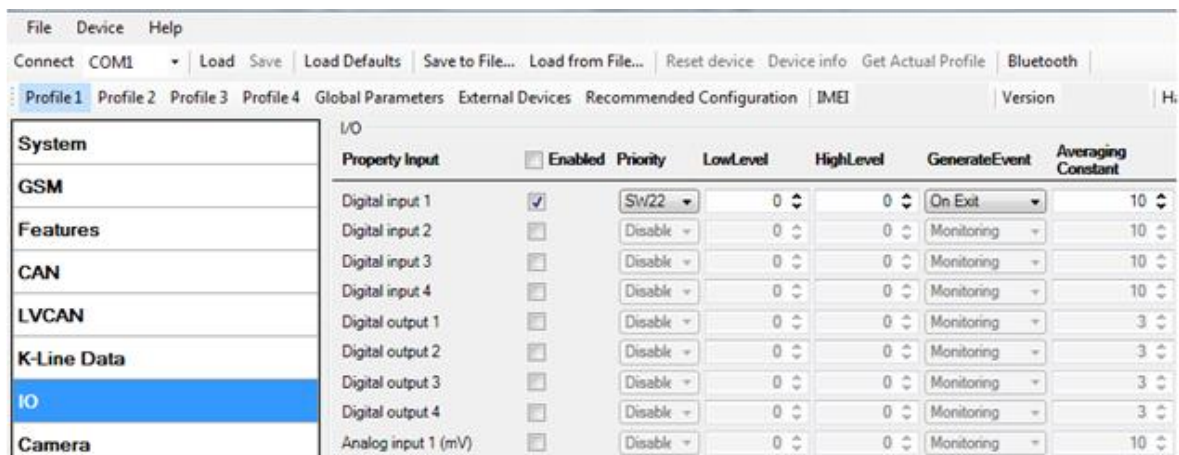 File Device Help
Connect COM1 Load Save Load Defaults Save to File... Load from File... Reset device Device info Get Actual Profile Bluetooth
Profile 1 Profile 2 Profile 3 Profile 4 Global Parameters External Devices Recommended Configuration IMEI Version
System
GSM
Features
CAN
LVCAN
K-Line Data
IO
Camera
I/O
Property Input Enabled Priority LowLevel HighLevel GenerateEvent Averaging Constant
Digital input 1 SW22 0 0 On Exit 10
Digital input 2 Disable 0 0 Monitoring 10
Digital input 3 Disable 0 0 Monitoring 10
Digital input 4 Disable 0 0 Monitoring 10
Digital output 1 Disable 0 0 Monitoring 3
Digital output 2 Disable 0 0 Monitoring 3
Digital output 3 Disable 0 0 Monitoring 3
Digital output 4 Disable 0 0 Monitoring 3
Analog input 1 (mV) Disable 0 0 Monitoring 10